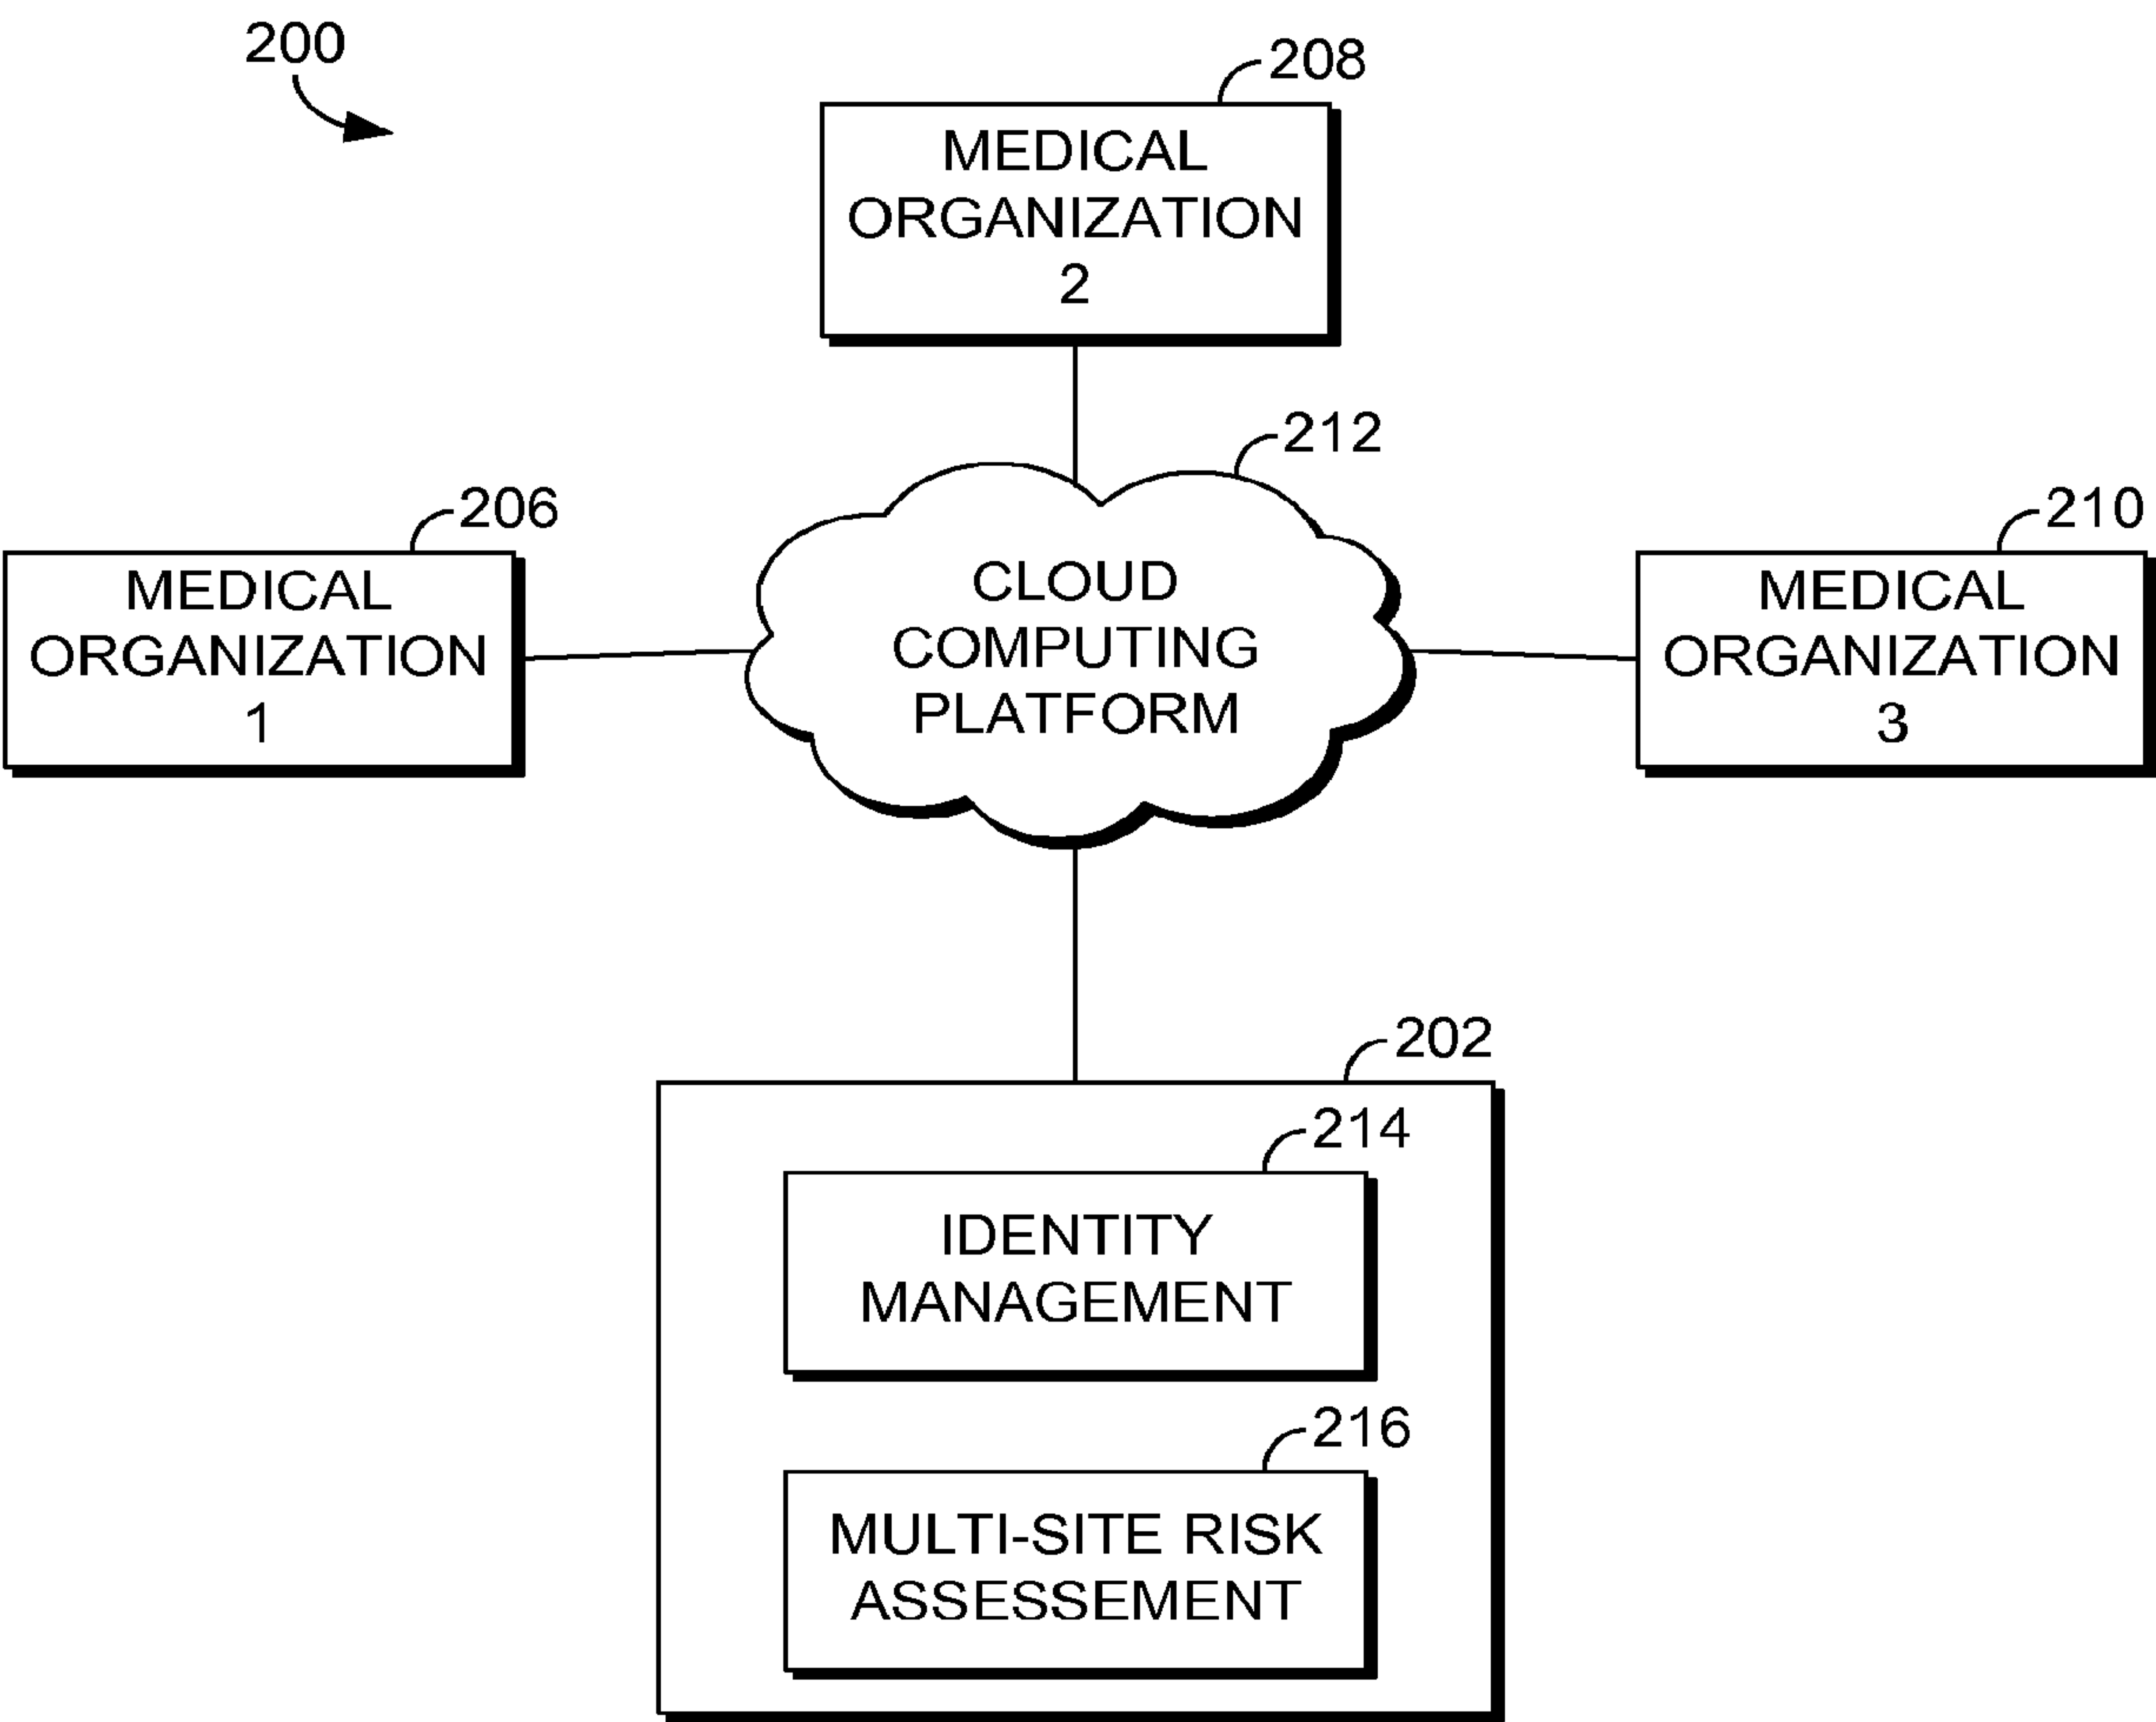 200
208
MEDICAL
ORGANIZATION
2
212
206
210
MEDICAL
ORGANIZATION
1
CLOUD
COMPUTING
PLATFORM
MEDICAL
ORGANIZATION
3
202
214
IDENTITY
MANAGEMENT
216
MULTI-SITE RISK
ASSESSEMENT